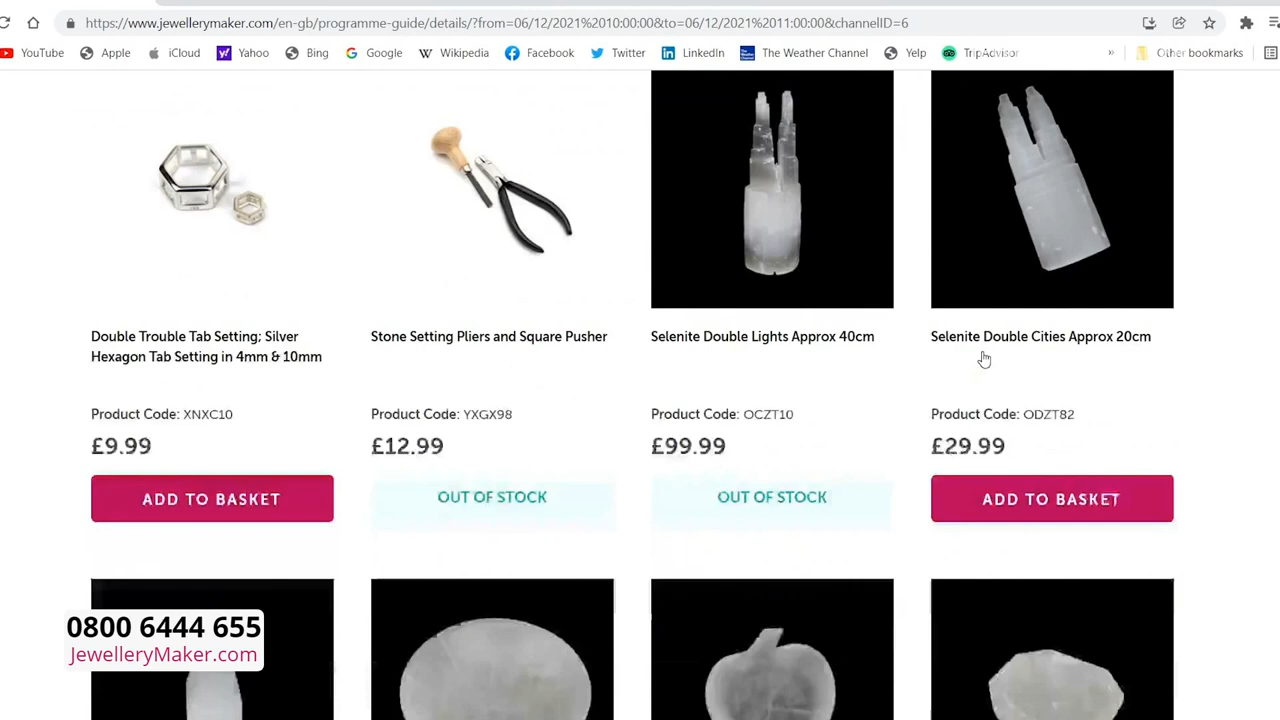 https://www.jewellerymaker.com/en-gb/programme-guide/details/?from=06/12/2021%2010:00:00&to=06/12/2021%2011:00:00&channelID=6
YouTube Apple iCloud Yahoo Bing Google Wikipedia Facebook Twitter LinkedIn The Weather Channel Yelp TripAdvisor » Other bookmarks
Double Trouble Tab Setting; Silver
Hexagon Tab Setting in 4mm & 10mm
Product Code: XNXC10
£9.99
ADD TO BASKET
Stone Setting Pliers and Square Pusher
Product Code: YXGX98
£12.99
OUT OF STOCK
Selenite Double Lights Approx 40cm
Product Code: OCZT10
£99.99
OUT OF STOCK
Selenite Double Cities Approx 20cm
Product Code: ODZT82
£29.99
ADD TO BASKET
0800 6444 655
JewelleryMaker.com